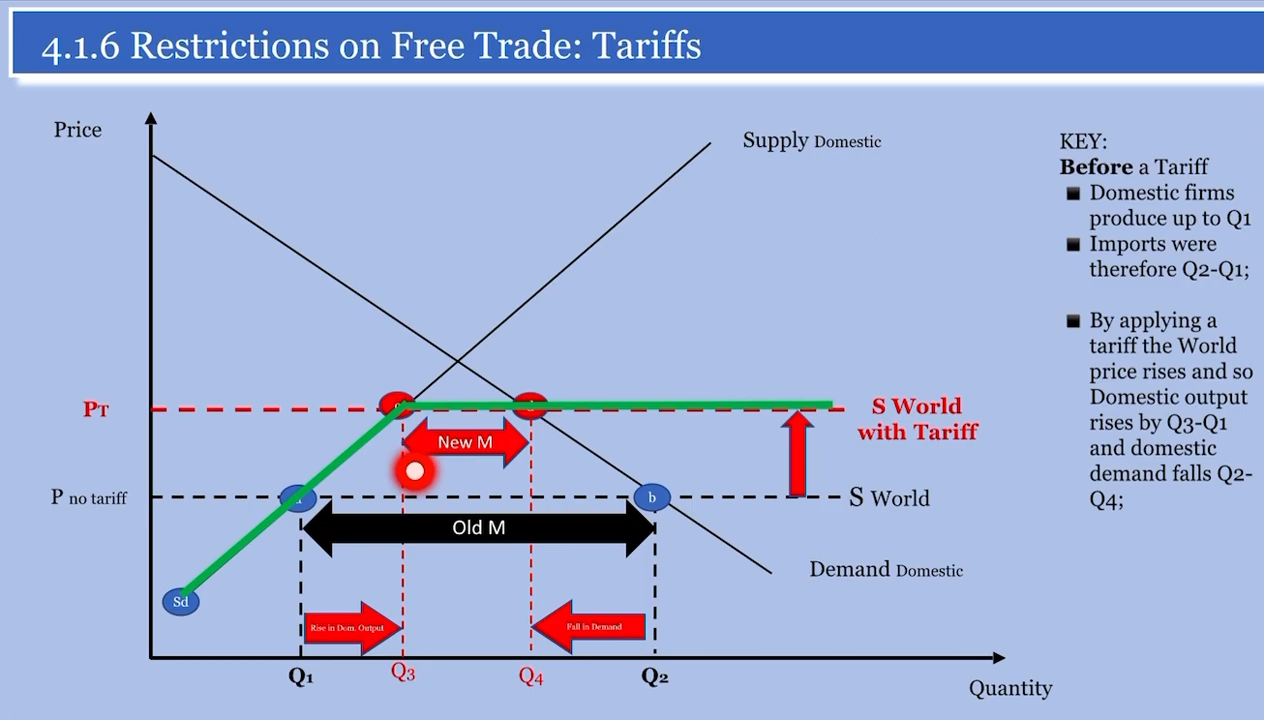 4.1.6 Restrictions on Free Trade: Tariffs
Price
Supply Domestic
KEY:
Before a Tariff
Domestic firms
produce up to Q1
Imports were
therefore Q2-Q1;
By applying a
tariff the World
price rises and so
Domestic output
rises by Q3-Q1
and domestic
demand falls Q2-
Q4;
PT
S World
with Tariff
New M
P no tariff
b
S World
Old M
Demand Domestic
Sd
Rise in Dom. Output
Fall in Demand
Q1
Q3
Q4
Q2
Quantity